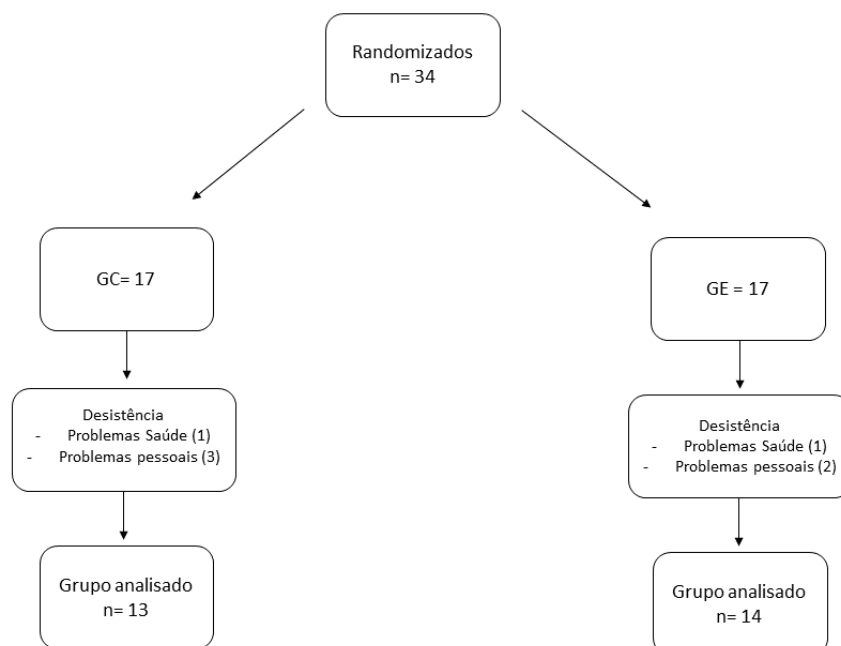 Randomizados
n= 34
GC= 17
GE = 17
Desistência
- Problemas Saúde (1)
- Problemas pessoais (3)
Desistência
- Problemas Saúde (1)
- Problemas pessoais (2)
Grupo analisado
n= 13
Grupo analisado
n= 14